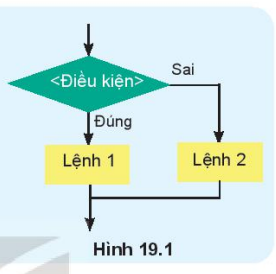 <Điều kiện>
Sai
Đúng
Lệnh 1
Lệnh 2
Hình 19.1